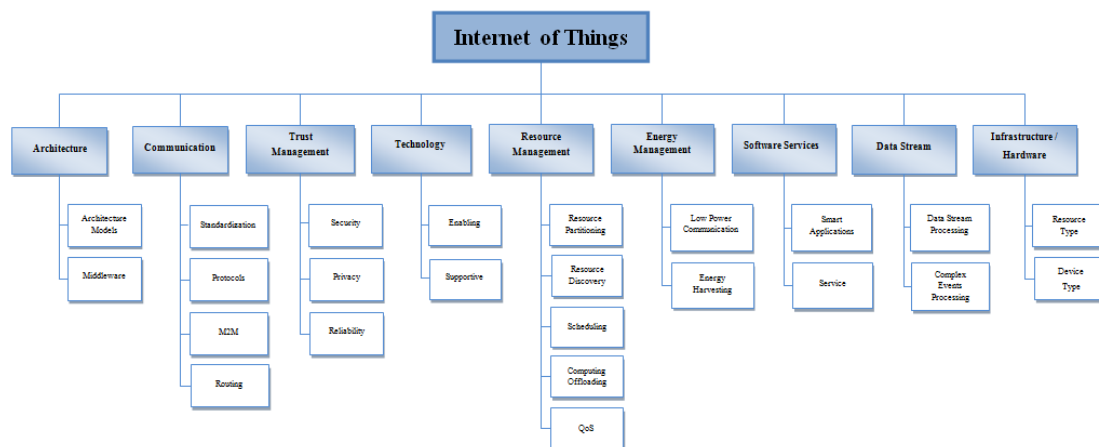 Internet of Things
Architecture
Communication
Trust
Management
Technology
Resource
Management
Energy
Management
Software Services
Data Stream
Infrastructure /
Hardware
Architecture
Models
Middleware
Standardization
Protocols
M2M
Routing
Security
Privacy
Reliability
Enabling
Supportive
Resource
Partitioning
Resource
Discovery
Scheduling
Computing
Offloading
QoS
Low Power
Communication
Energy
Harvesting
Smart
Applications
Service
Data Stream
Processing
Complex
Events
Processing
Resource
Type
Device
Type